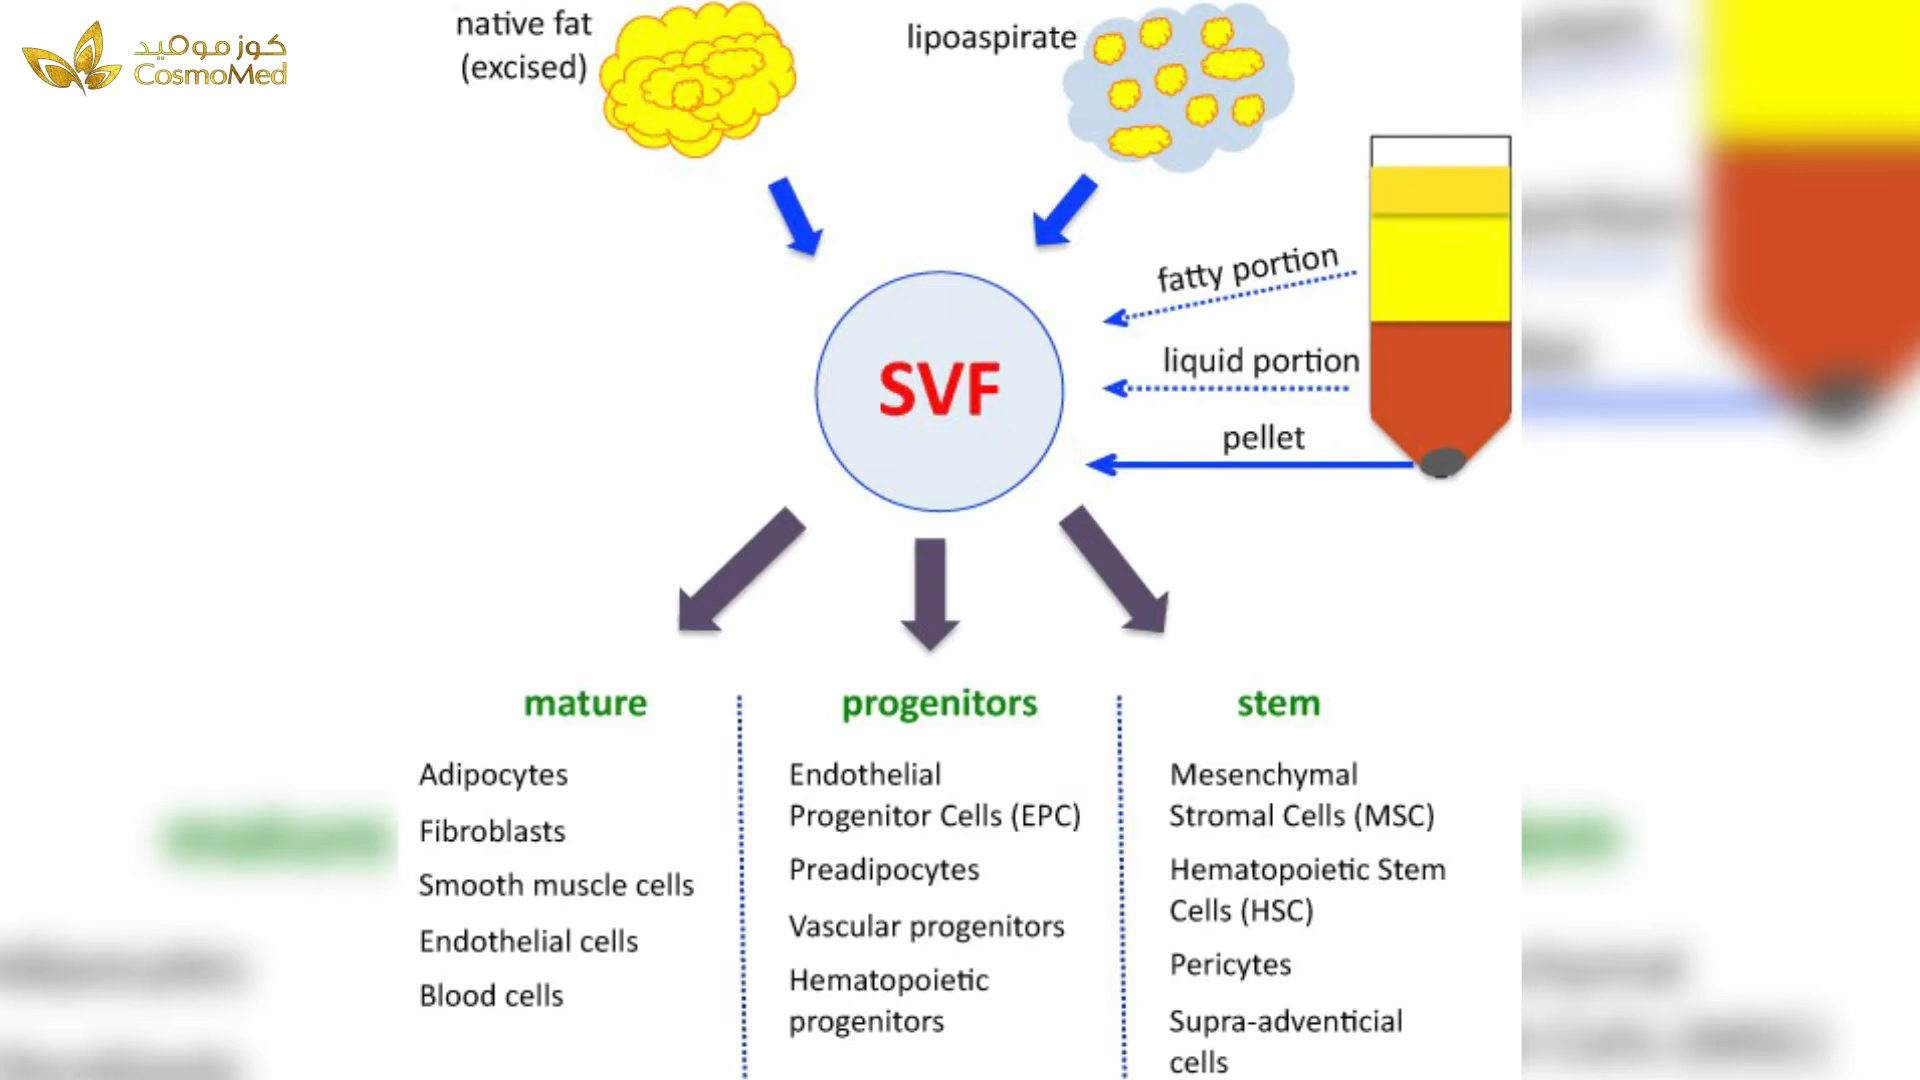 كوزموميد
CosmoMed
native fat
(excised)
lipoaspirate
fatty portion
liquid portion
pellet
SVF
mature
Adipocytes
Fibroblasts
Smooth muscle cells
Endothelial cells
Blood cells
progenitors
Endothelial
Progenitor Cells (EPC)
Preadipocytes
Vascular progenitors
Hematopoietic
progenitors
stem
Mesenchymal
Stromal Cells (MSC)
Hematopoietic Stem
Cells (HSC)
Pericytes
Supra-adventicial
cells